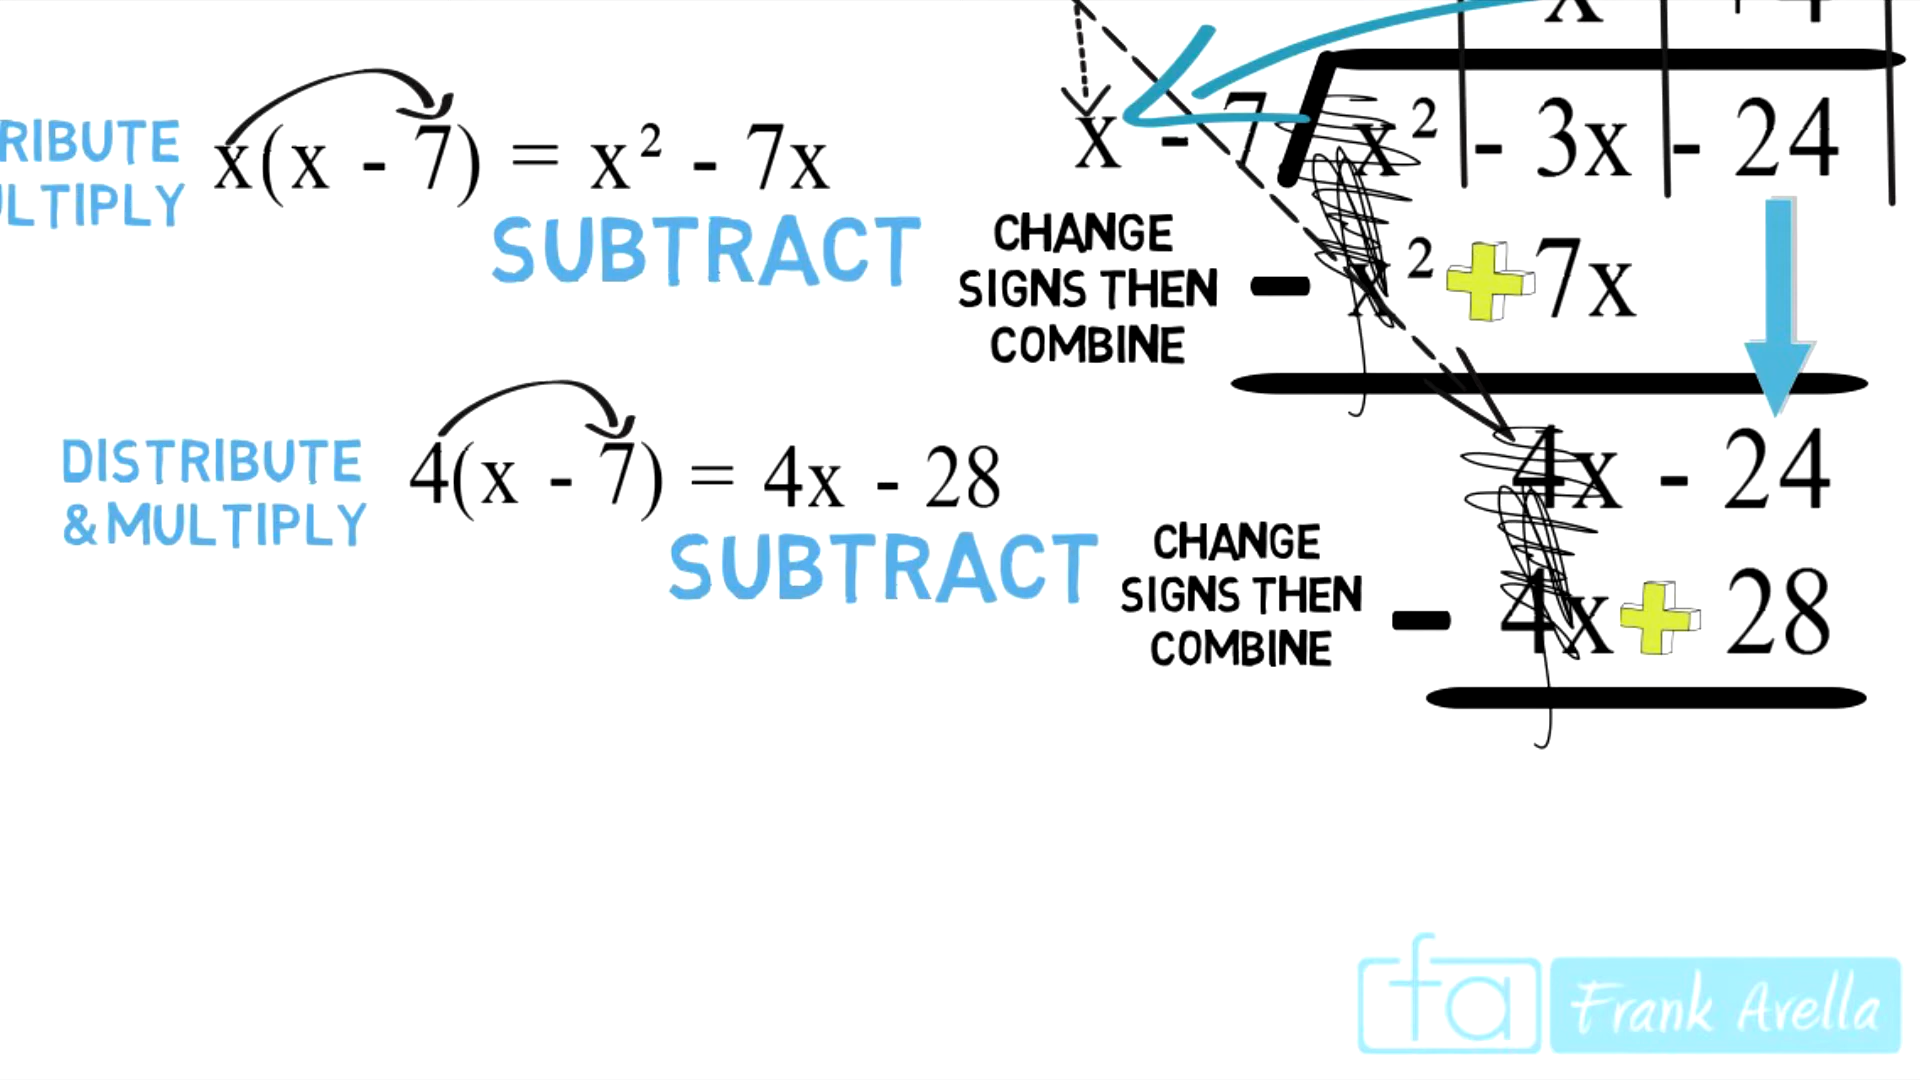 x + 4
RIBUTE
LTIPLY
x(x - 7) = x² - 7x
SUBTRACT
x - 7 x² - 3x - 24
CHANGE
SIGNS THEN
COMBINE
- x² + 7x
DISTRIBUTE
& MULTIPLY
4(x - 7) = 4x - 28
SUBTRACT
4x - 24
CHANGE
SIGNS THEN
COMBINE
- 4x + 28
fa Frank Avella